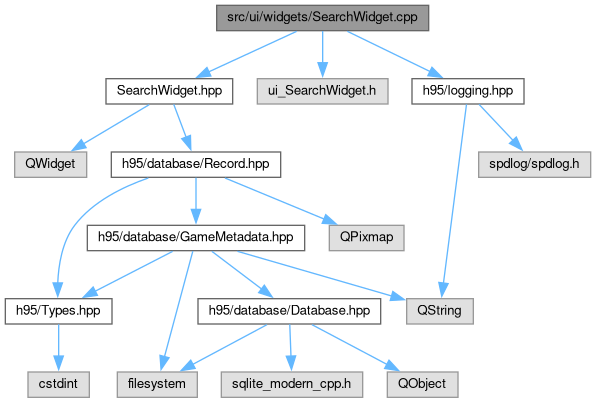 src/ui/widgets/SearchWidget.cpp
SearchWidget.hpp
ui_SearchWidget.h
h95/logging.hpp
QWidget
h95/database/Record.hpp
spdlog/spdlog.h
h95/database/GameMetadata.hpp
QPixmap
h95/Types.hpp
h95/database/Database.hpp
QString
cstdint
filesystem
sqlite_modern_cpp.h
QObject